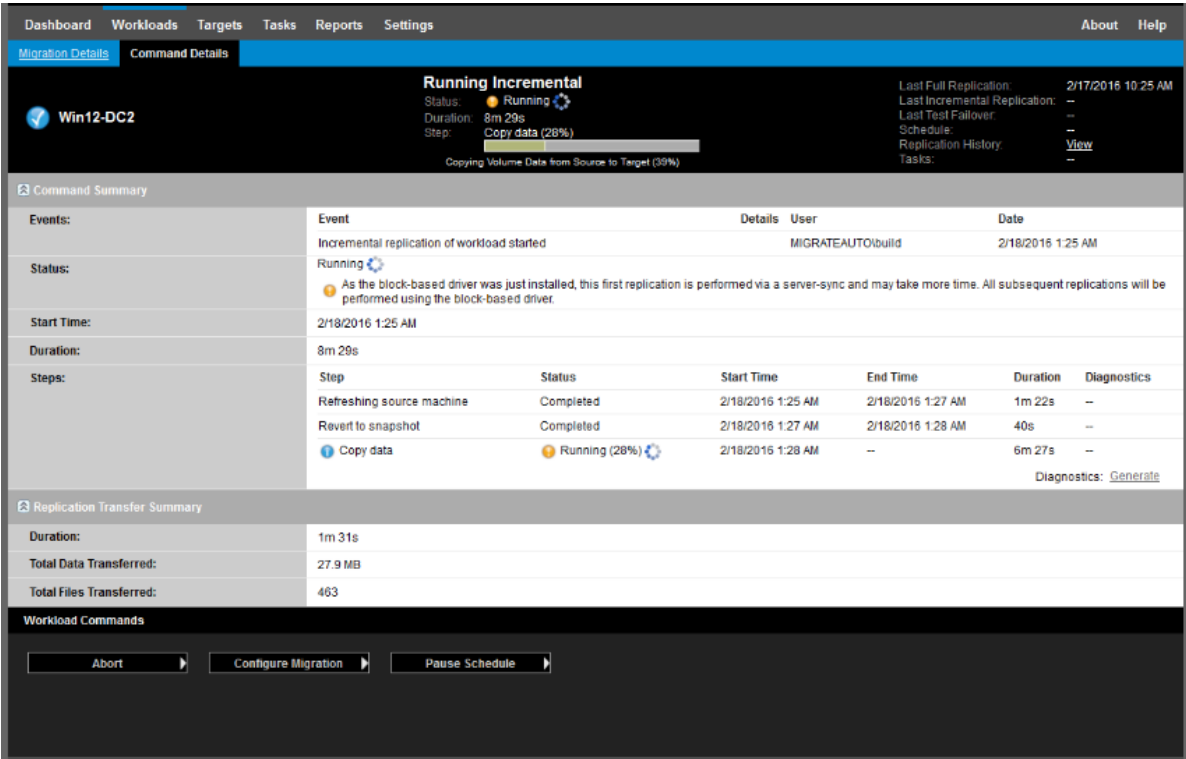 Dashboard Workloads Targets Tasks Reports Settings About Help
Migration Details Command Details
Win12-DC2
Running Incremental
Status: Running
Duration: 8m 29s
Step: Copy data (28%)
Copying Volume Data from Source to Target (39%)
Last Full Replication: 2/17/2016 10:25 AM
Last Incremental Replication: --
Last Test Failover: --
Schedule: --
Replication History: View
Tasks: --
Command Summary
Events:
Event Details User Date
Incremental replication of workload started MIGRATEAUTO\build 2/18/2016 1:25 AM
Status: Running
As the block-based driver was just installed, this first replication is performed via a server-sync and may take more time. All subsequent replications will be
performed using the block-based driver.
Start Time: 2/18/2016 1:25 AM
Duration: 8m 29s
Steps:
Step Status Start Time End Time Duration Diagnostics
Refreshing source machine Completed 2/18/2016 1:25 AM 2/18/2016 1:27 AM 1m 22s --
Revert to snapshot Completed 2/18/2016 1:27 AM 2/18/2016 1:28 AM 40s --
Copy data Running (28%) 2/18/2016 1:28 AM -- 6m 27s --
Diagnostics: Generate
Replication Transfer Summary
Duration: 1m 31s
Total Data Transferred: 27.9 MB
Total Files Transferred: 463
Workload Commands
Abort Configure Migration Pause Schedule